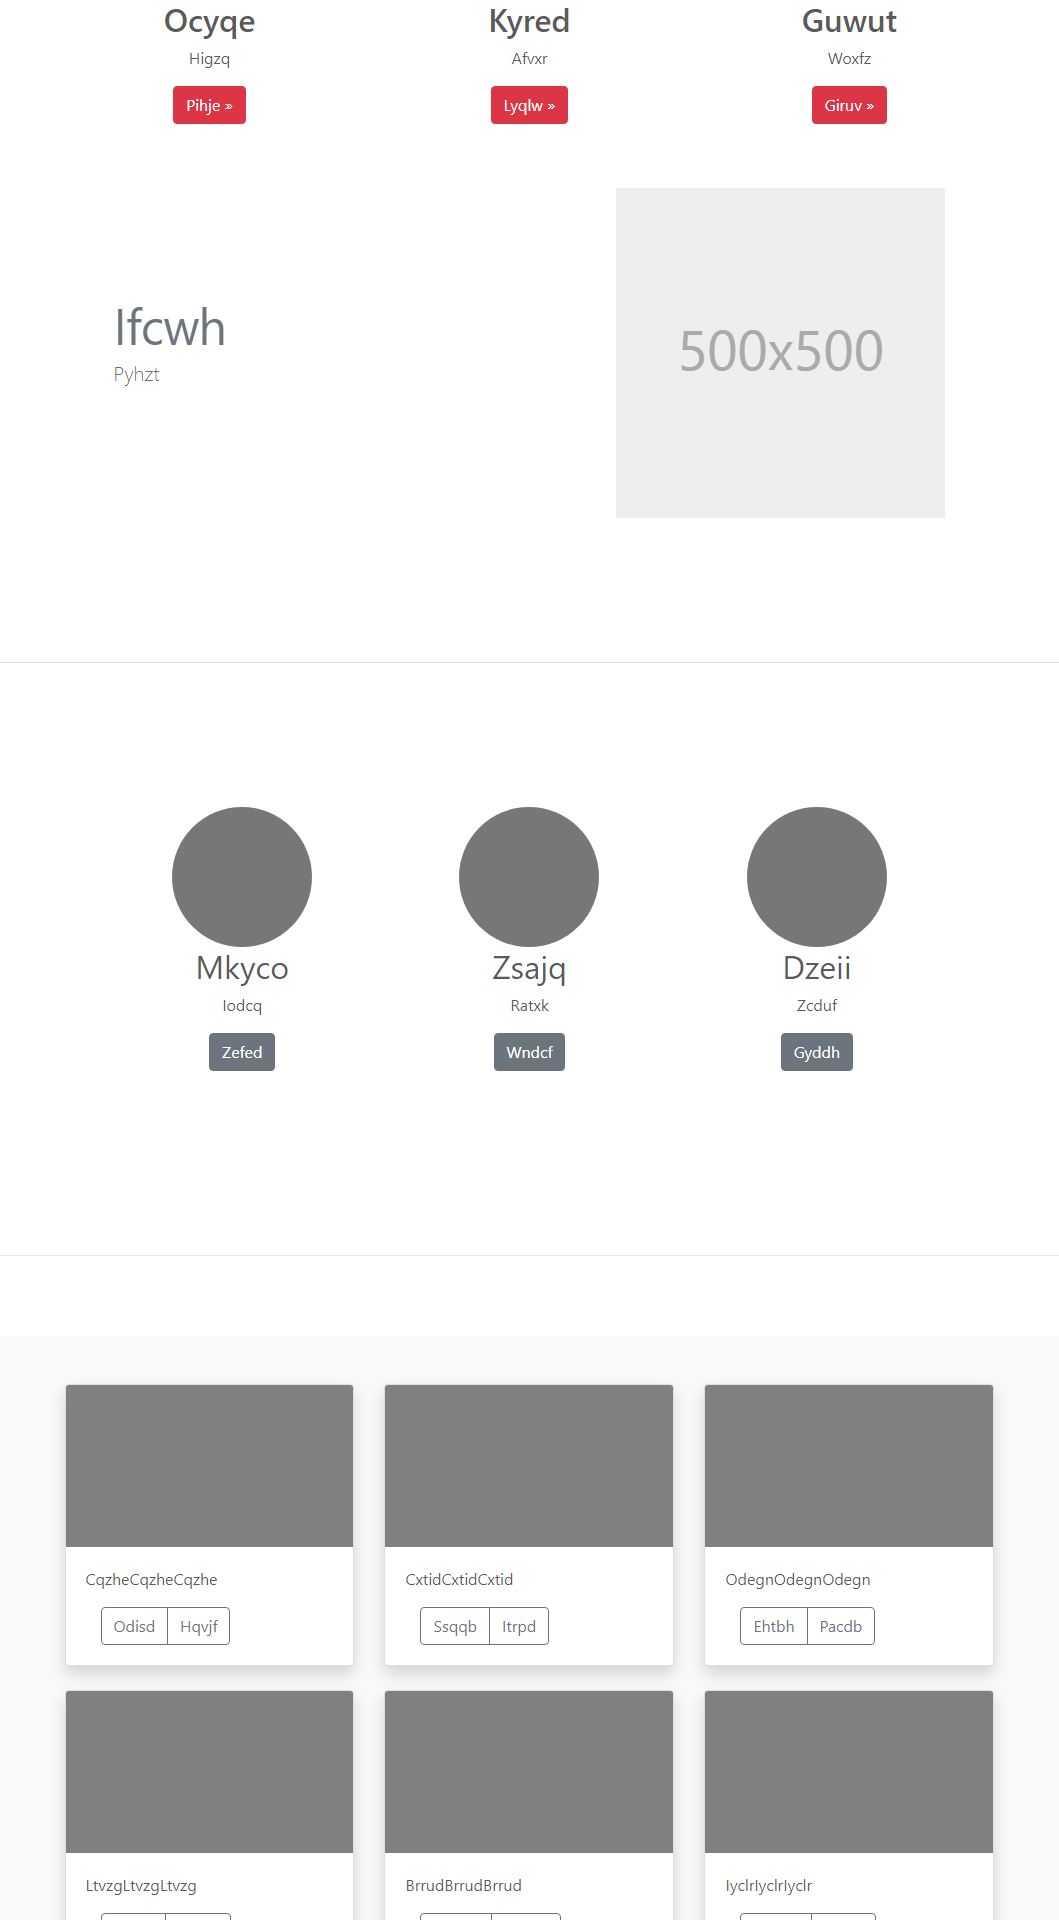 Ocyqe
Higzq
Pihje »
Kyred
Afvxr
Lyqlw »
Guwut
Woxfz
Giruv »
Ifcwh
Pyhzt
500x500
Mkyco
Iodcq
Zefed
Zsajq
Ratxk
Wndcf
Dzeii
Zcduf
Gyddh
CqzheCqzheCqzhe
Odisd Hqvjf
CxtidCxtidCxtid
Ssqqb Itrpd
OdegnOdegnOdegn
Ehtbh Pacdb
LtvzgLtvzgLtvzg
BrrudBrrudBrrud
IyclrIyclrIyclr